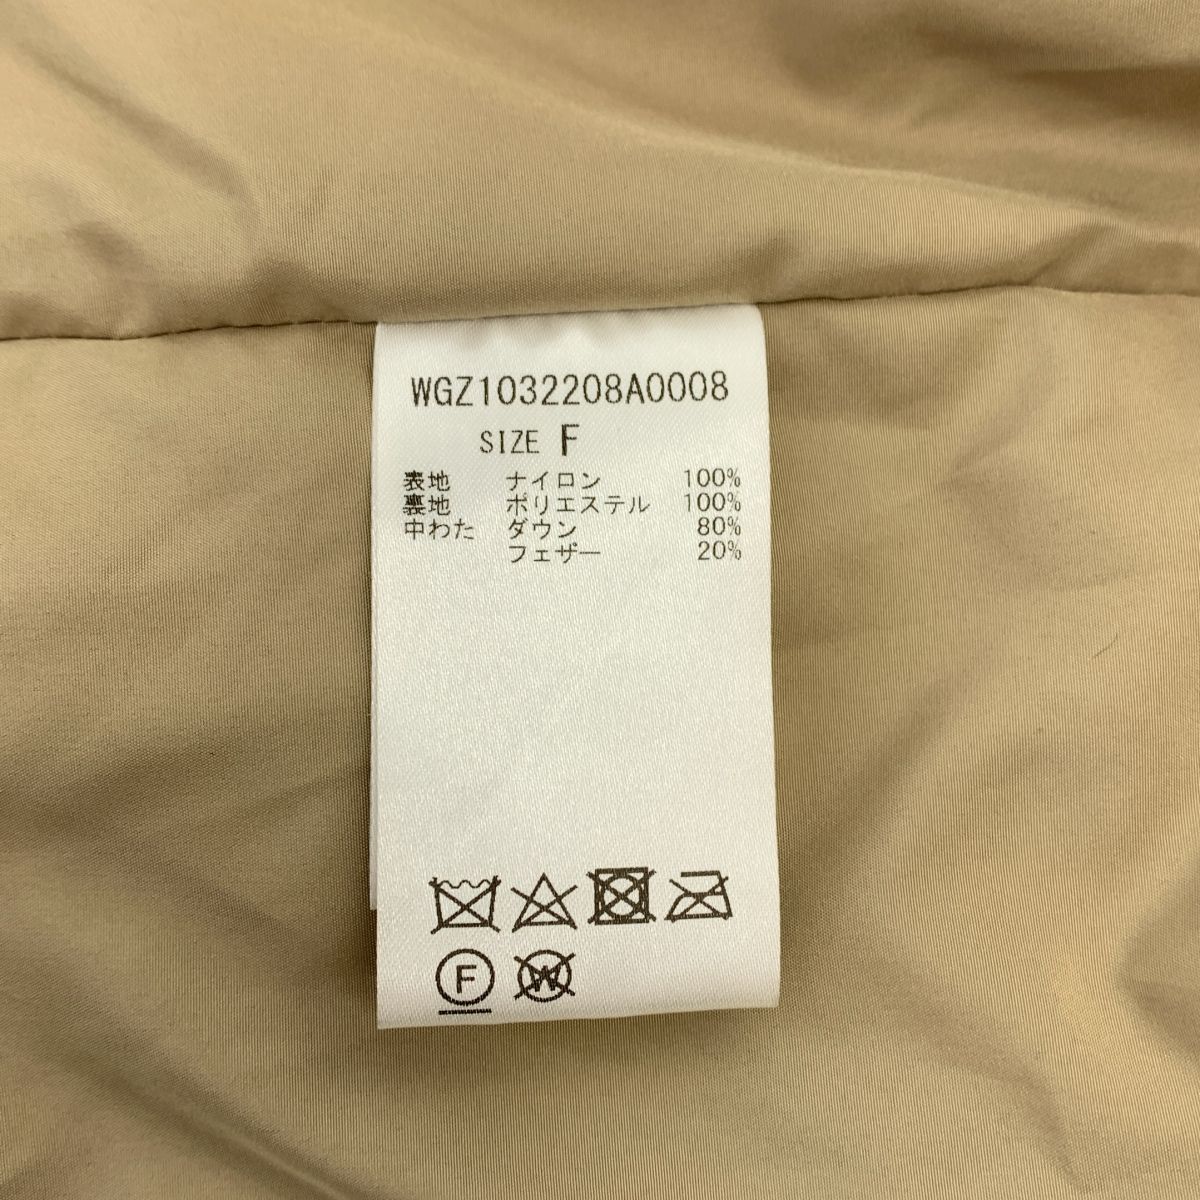 WGZ1032208A0008
SIZE F
表地 ナイロン 100%
裏地 ポリエステル 100%
中わた ダウン 80%
フェザー 20%
F W